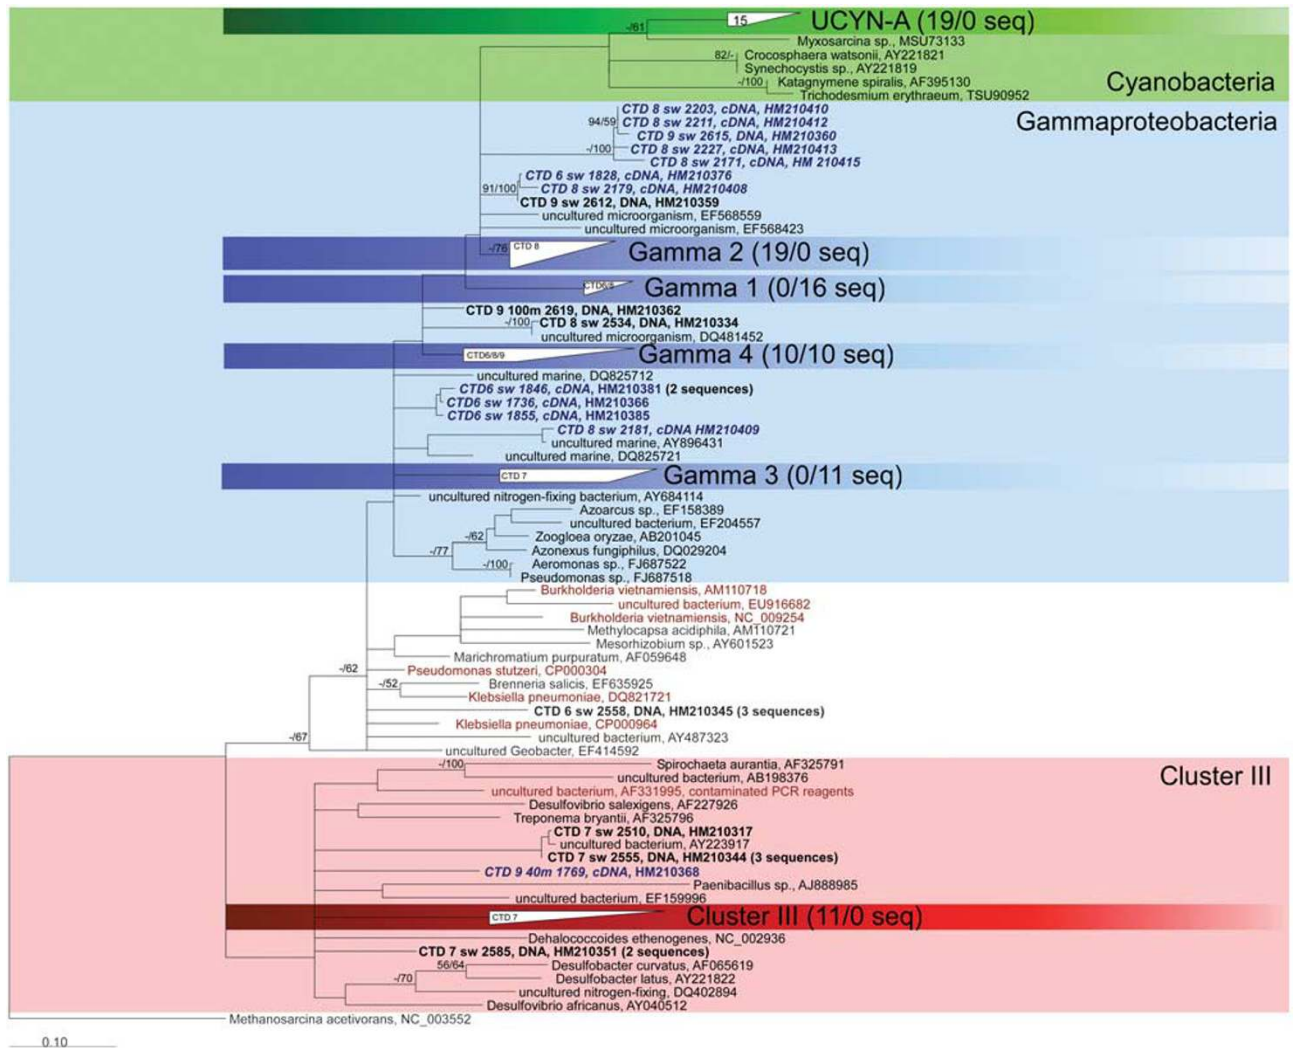 UCYN-A (19/0 seq)
15
-/61
Myxosarcina sp., MSU73133
82/-
Crocosphaera watsonii, AY221821
Synechocystis sp., AY221819
-/100
Katagnymene spiralis, AF395130
Cyanobacteria
Trichodesmium erythraeum, TSU90952
CTD 8 sw 2203, cDNA, HM210410
Gammaproteobacteria
94/59
CTD 8 sw 2211, cDNA, HM210412
CTD 9 sw 2615, DNA, HM210360
-/100
CTD 8 sw 2227, cDNA, HM210413
CTD 8 sw 2171, cDNA, HM 210415
CTD 6 sw 1828, cDNA, HM210376
91/100
CTD 8 sw 2179, cDNA, HM210408
CTD 9 sw 2612, DNA, HM210359
uncultured microorganism, EF568559
uncultured microorganism, EF568423
-/76
CTD 8
Gamma 2 (19/0 seq)
CTD6/8
Gamma 1 (0/16 seq)
CTD 9 100m 2619, DNA, HM210362
-/100
CTD 8 sw 2534, DNA, HM210334
uncultured microorganism, DQ481452
CTD6/8/9
Gamma 4 (10/10 seq)
uncultured marine, DQ825712
CTD6 sw 1846, cDNA, HM210381 (2 sequences)
CTD6 sw 1736, cDNA, HM210366
CTD6 sw 1855, cDNA, HM210385
CTD 8 sw 2181, cDNA HM210409
uncultured marine, AY896431
uncultured marine, DQ825721
CTD 7
Gamma 3 (0/11 seq)
uncultured nitrogen-fixing bacterium, AY684114
Azoarcus sp., EF158389
uncultured bacterium, EF204557
-/62
Zoogloea oryzae, AB201045
-/77
Azonexus fungiphilus, DQ029204
-/100
Aeromonas sp., FJ687522
Pseudomonas sp., FJ687518
Burkholderia vietnamiensis, AM110718
uncultured bacterium, EU916682
Burkholderia vietnamiensis, NC_009254
Methylocapsa acidiphila, AM110721
Mesorhizobium sp., AY601523
Marichromatium purpuratum, AF059648
-/62
Pseudomonas stutzeri, CP000304
-/52
Brenneria salicis, EF635925
Klebsiella pneumoniae, DQ821721
CTD 6 sw 2558, DNA, HM210345 (3 sequences)
Klebsiella pneumoniae, CP000964
-/67
uncultured bacterium, AY487323
uncultured Geobacter, EF414592
-/100
Spirochaeta aurantia, AF325791
Cluster III
uncultured bacterium, AB198376
uncultured bacterium, AF331995, contaminated PCR reagents
Desulfovibrio salexigens, AF227926
Treponema bryantii, AF325796
CTD 7 sw 2510, DNA, HM210317
uncultured bacterium, AY223917
CTD 7 sw 2555, DNA, HM210344 (3 sequences)
CTD 9 40m 1769, cDNA, HM210368
Paenibacillus sp., AJ888985
uncultured bacterium, EF159996
CTD 7
Cluster III (11/0 seq)
Dehalococcoides ethenogenes, NC_002936
CTD 7 sw 2585, DNA, HM210351 (2 sequences)
56/64
Desulfobacter curvatus, AF065619
-/70
Desulfobacter latus, AY221822
uncultured nitrogen-fixing, DQ402894
Desulfovibrio africanus, AY040512
Methanosarcina acetivorans, NC_003552
0.10